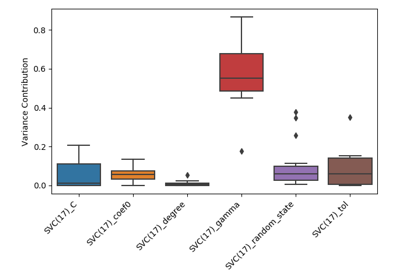 0.8
0.6
0.4
0.2
0.0
Variance Contribution
SVC(17)_C
SVC(17)_coef0
SVC(17)_degree
SVC(17)_gamma
SVC(17)_random_state
SVC(17)_tol